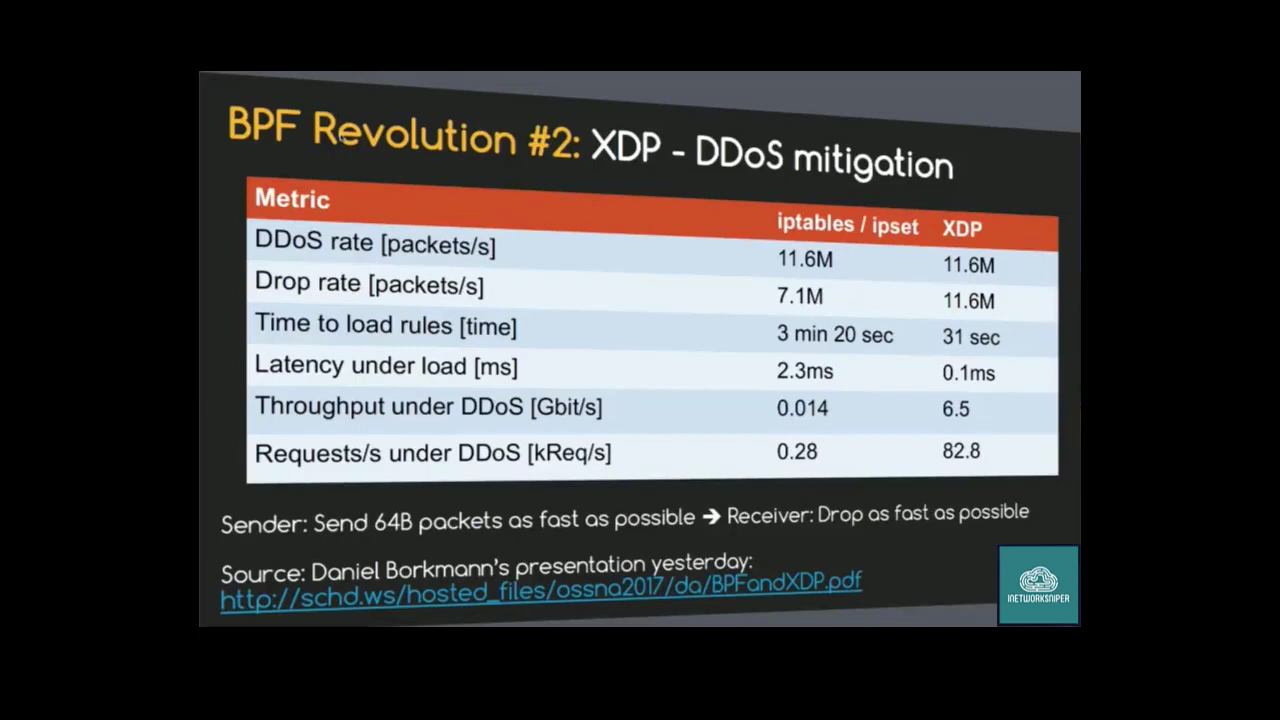 BPF Revolution #2: XDP - DDoS mitigation
Metric iptables / ipset XDP
DDoS rate [packets/s] 11.6M 11.6M
Drop rate [packets/s] 7.1M 11.6M
Time to load rules [time] 3 min 20 sec 31 sec
Latency under load [ms] 2.3ms 0.1ms
Throughput under DDoS [Gbit/s] 0.014 6.5
Requests/s under DDoS [kReq/s] 0.28 82.8
Sender: Send 64B packets as fast as possible ➔ Receiver: Drop as fast as possible
Source: Daniel Borkmann's presentation yesterday:
http://schd.ws/hosted_files/ossna2017/da/BPFandXDP.pdf
INETWORKSNIPER